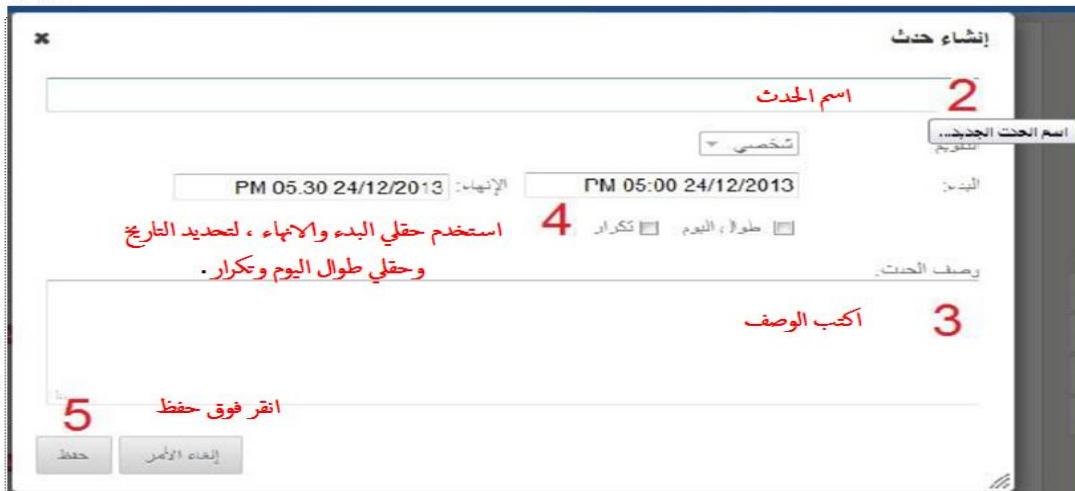 إنشاء حدث
اسم الحدث 2
اسم الحدث الجديد...
التقويم
شخصي
البدء: 24/12/2013 05:00 PM الإنهاء: 24/12/2013 05.30 PM
طوال اليوم تكرار 4 استخدم حقلي البدء والانهاء ، لتحديد التاريخ
وحقلي طوال اليوم وتكرار .
وصف الحدث:
3 اكتب الوصف
انقر فوق حفظ 5
إلغاء الأمر حفظ